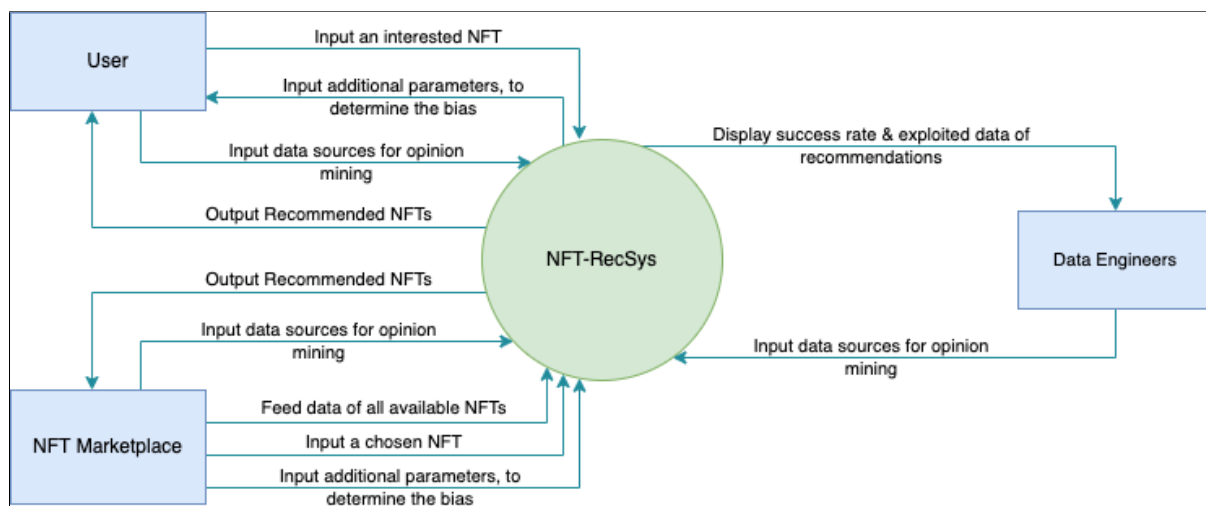 User
Input an interested NFT
Input additional parameters, to
determine the bias
Input data sources for opinion
mining
Output Recommended NFTs
Display success rate & exploited data of
recommendations
NFT-RecSys
Data Engineers
Output Recommended NFTs
Input data sources for opinion
mining
Input data sources for opinion
mining
NFT Marketplace
Feed data of all available NFTs
Input a chosen NFT
Input additional parameters, to
determine the bias